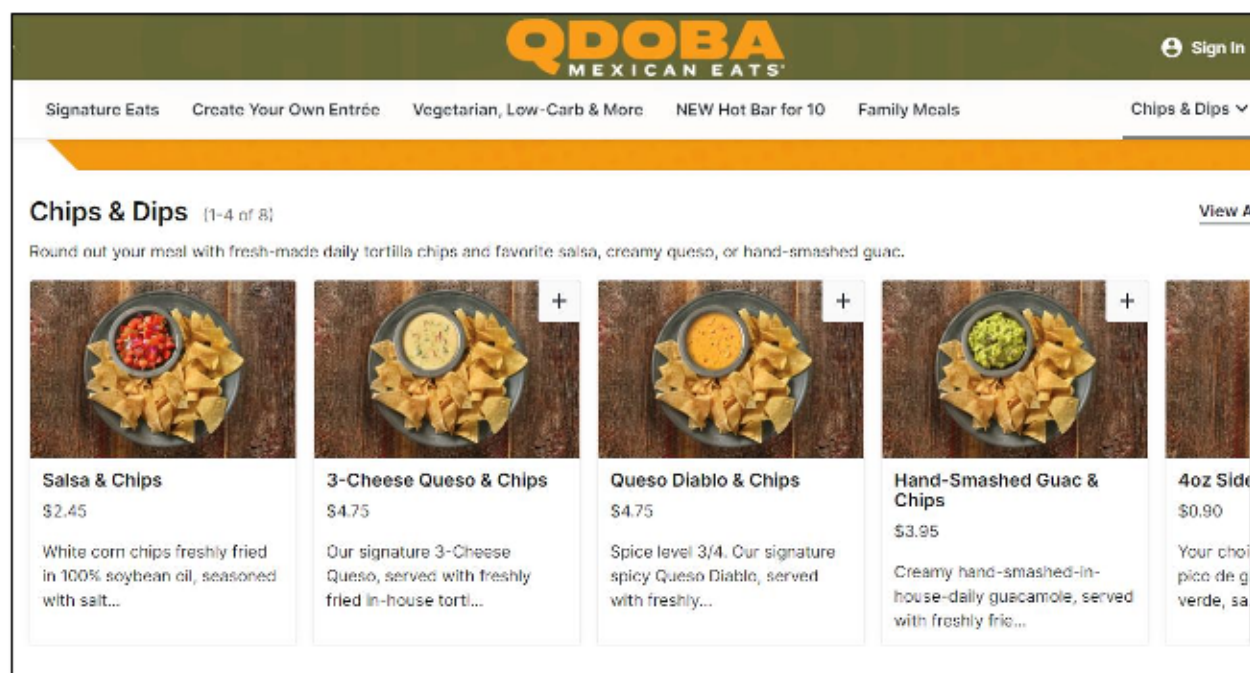 QDOBA
MEXICAN EATS
Sign In
Signature Eats Create Your Own Entrée Vegetarian, Low-Carb & More NEW Hot Bar for 10 Family Meals Chips & Dips
Chips & Dips (1-4 of 8) View A
Round out your meal with fresh-made daily tortilla chips and favorite salsa, creamy queso, or hand-smashed guac.
+ + +
Salsa & Chips
$2.45
White corn chips freshly fried
in 100% soybean oil, seasoned
with salt...
3-Cheese Queso & Chips
$4.75
Our signature 3-Cheese
Queso, served with freshly
fried in-house torti...
Queso Diablo & Chips
$4.75
Spice level 3/4. Our signature
spicy Queso Diablo, served
with freshly...
Hand-Smashed Guac &
Chips
$3.95
Creamy hand-smashed-in-
house-daily guacamole, served
with freshly frie...
4oz Side
$0.90
Your choi
pico de g
verde, sa